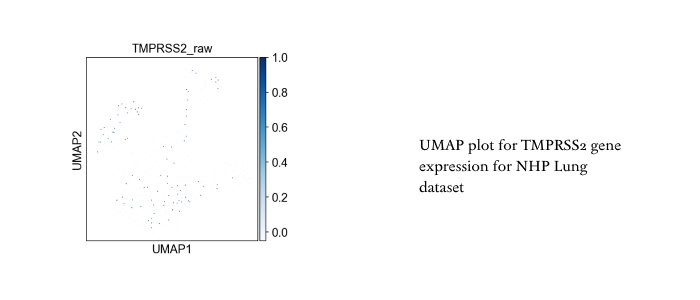 TMPRSS2_raw
1.0
0.8
0.6
0.4
0.2
0.0
UMAP2
UMAP1
UMAP plot for TMPRSS2 gene
expression for NHP Lung
dataset